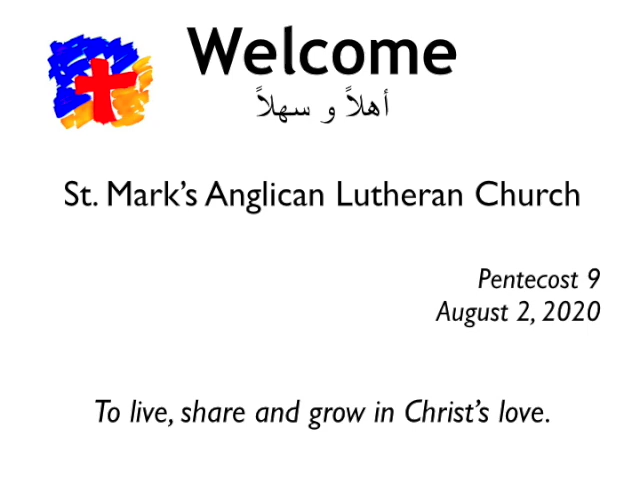 Welcome
أهلاً و سهلاً
St. Mark's Anglican Lutheran Church
Pentecost 9
August 2, 2020
To live, share and grow in Christ's love.